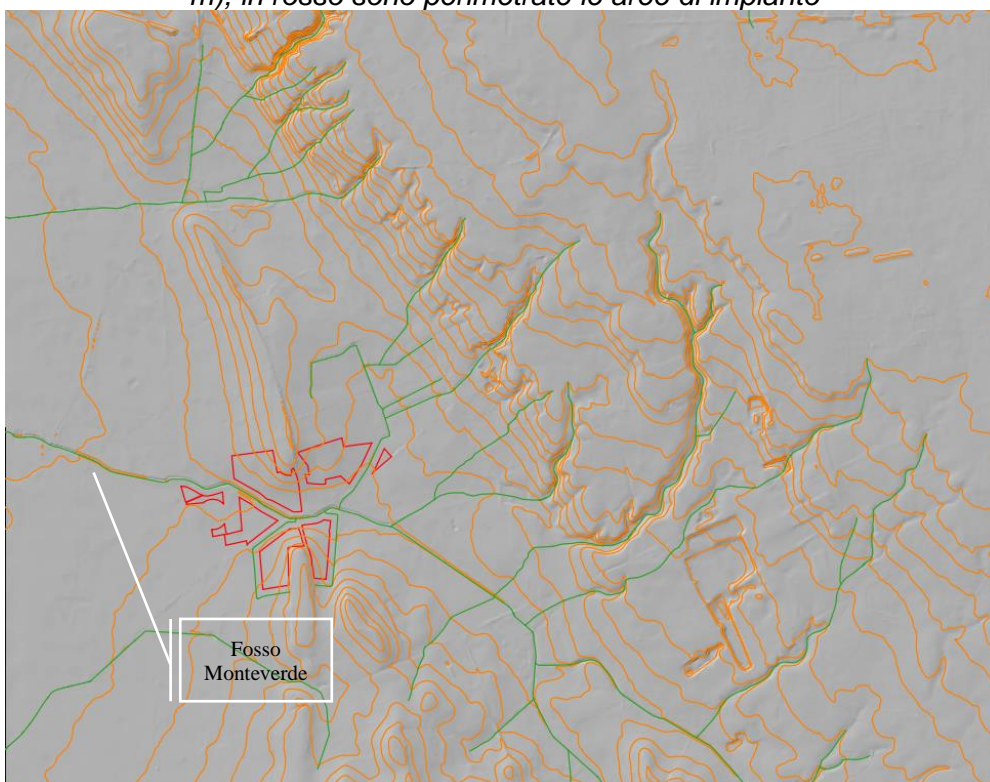 m), in rosso sono perimetrate le aree di impianto
Fosso
Monteverde